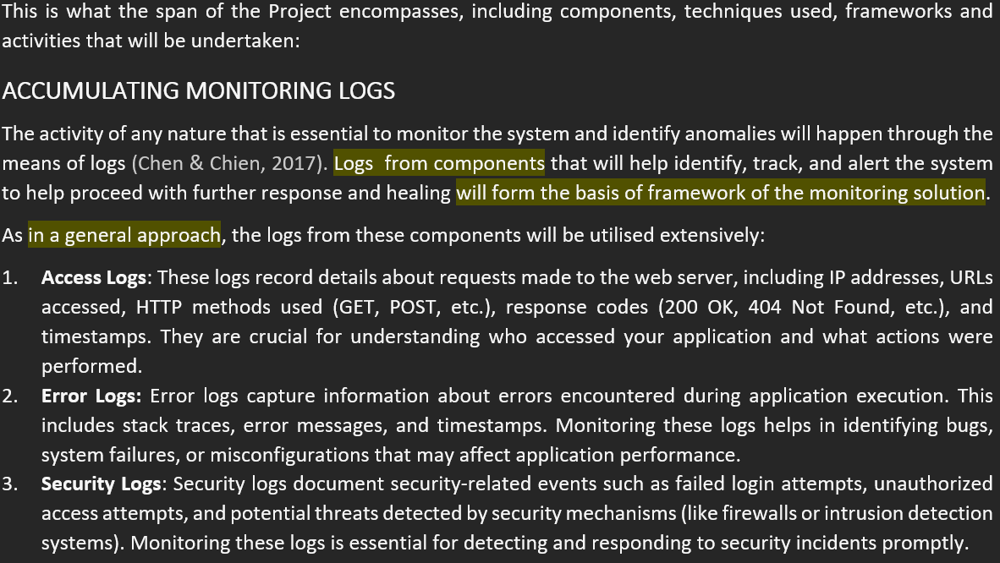 This is what the span of the Project encompasses, including components, techniques used, frameworks and
activities that will be undertaken:
ACCUMULATING MONITORING LOGS
The activity of any nature that is essential to monitor the system and identify anomalies will happen through the
means of logs (Chen & Chien, 2017). Logs  from components that will help identify, track, and alert the system
to help proceed with further response and healing will form the basis of framework of the monitoring solution.
As in a general approach, the logs from these components will be utilised extensively:
1. Access Logs: These logs record details about requests made to the web server, including IP addresses, URLs
accessed, HTTP methods used (GET, POST, etc.), response codes (200 OK, 404 Not Found, etc.), and
timestamps. They are crucial for understanding who accessed your application and what actions were
performed.
2. Error Logs: Error logs capture information about errors encountered during application execution. This
includes stack traces, error messages, and timestamps. Monitoring these logs helps in identifying bugs,
system failures, or misconfigurations that may affect application performance.
3. Security Logs: Security logs document security-related events such as failed login attempts, unauthorized
access attempts, and potential threats detected by security mechanisms (like firewalls or intrusion detection
systems). Monitoring these logs is essential for detecting and responding to security incidents promptly.